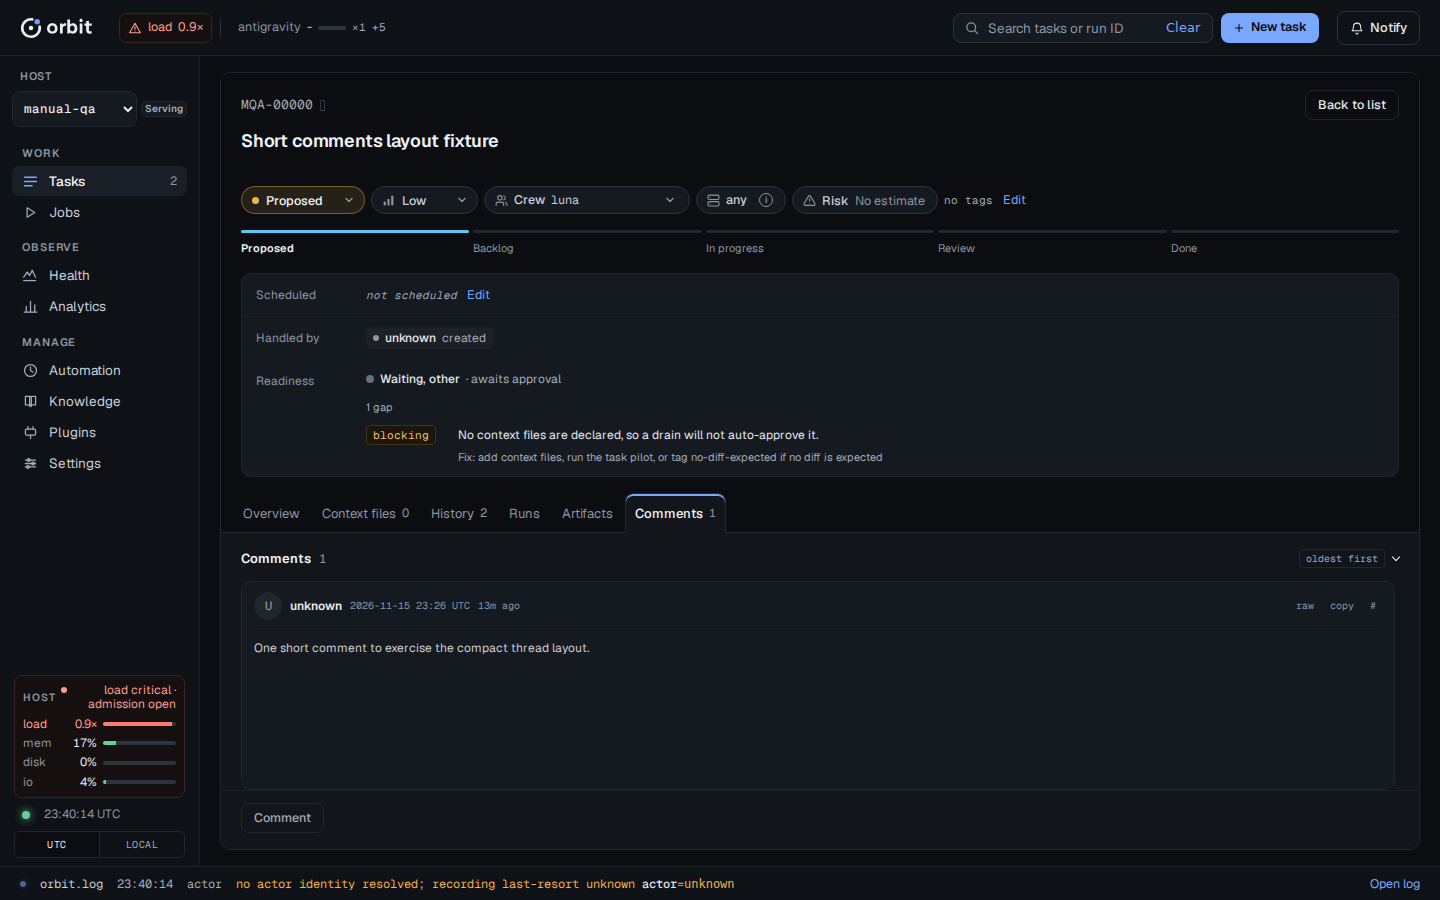 orbit
load 0.9×
antigravity - ×1 +5
Search tasks or run ID
Clear
+ New task
Notify
HOST
manual-qa
Serving
WORK
Tasks 2
Jobs
OBSERVE
Health
Analytics
MANAGE
Automation
Knowledge
Plugins
Settings
HOST
load critical ·
admission open
load 0.9×
mem 17%
disk 0%
io 4%
23:40:14 UTC
UTC
LOCAL
MQA-00000
Back to list
Short comments layout fixture
Proposed
Low
Crew luna
any
Risk No estimate
no tags
Edit
Proposed
Backlog
In progress
Review
Done
Scheduled
not scheduled Edit
Handled by
unknown created
Readiness
Waiting, other · awaits approval
1 gap
blocking
No context files are declared, so a drain will not auto-approve it.
Fix: add context files, run the task pilot, or tag no-diff-expected if no diff is expected
Overview
Context files 0
History 2
Runs
Artifacts
Comments 1
Comments 1
oldest first
U
unknown 2026-11-15 23:26 UTC 13m ago
raw copy #
One short comment to exercise the compact thread layout.
Comment
orbit.log 23:40:14 actor no actor identity resolved; recording last-resort unknown actor=unknown
Open log